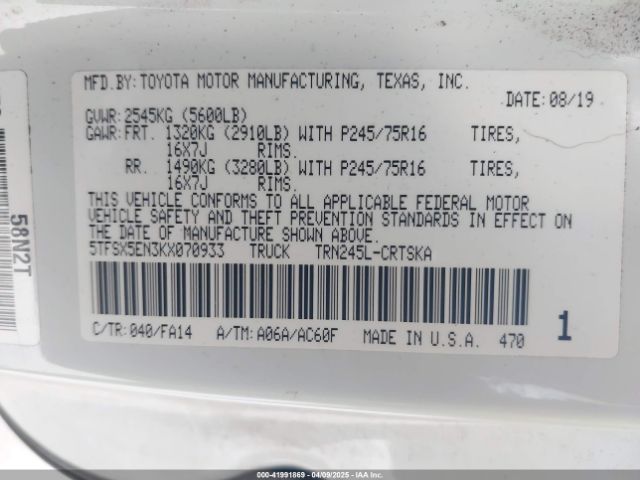 MFD.BY:TOYOTA MOTOR MANUFACTURING, TEXAS, INC.
DATE:08/19
GVWR:2545KG (5600LB)
GAWR:FRT. 1320KG (2910LB) WITH P245/75R16 TIRES,
16X7J RIMS.
RR. 1490KG (3280LB) WITH P245/75R16 TIRES,
16X7J RIMS.
THIS VEHICLE CONFORMS TO ALL APPLICABLE FEDERAL MOTOR
VEHICLE SAFETY AND THEFT PREVENTION STANDARDS IN EFFECT ON
THE DATE OF MANUFACTURE SHOWN ABOVE.
5TFSX5EN3KX070933 TRUCK TRN245L-CRTSKA
C/TR:040/FA14 A/TM:A06A/AC60F MADE IN U.S.A. 470
1
58N2T
© IMAGE - ID: 41991869 - 04/09/2025 - IAA, LLC